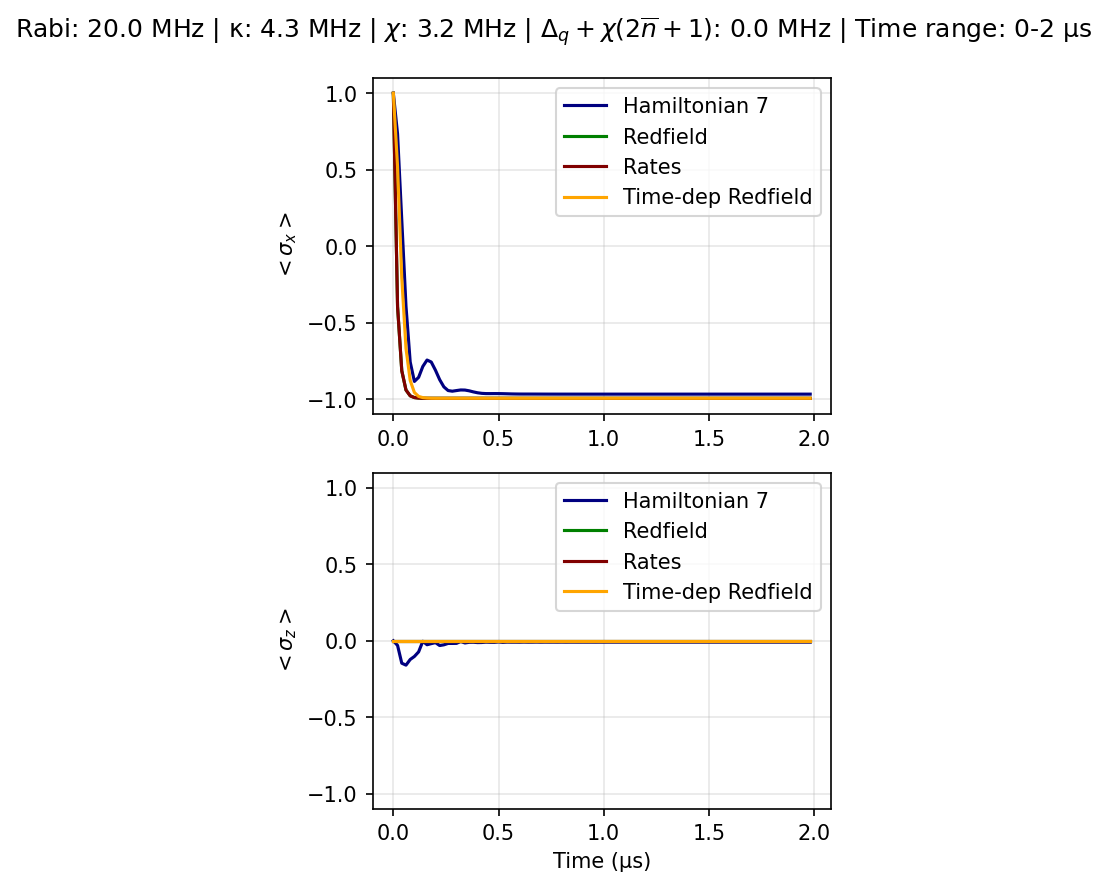 Rabi: 20.0 MHz | κ: 4.3 MHz | χ: 3.2 MHz | Δ_q + χ(2n̅ + 1): 0.0 MHz | Time range: 0-2 μs
1.0
0.5
0.0
−0.5
−1.0
< σ_x >
Hamiltonian 7
Redfield
Rates
Time-dep Redfield
0.0 0.5 1.0 1.5 2.0
1.0
0.5
0.0
−0.5
−1.0
< σ_z >
Hamiltonian 7
Redfield
Rates
Time-dep Redfield
0.0 0.5 1.0 1.5 2.0
Time (μs)